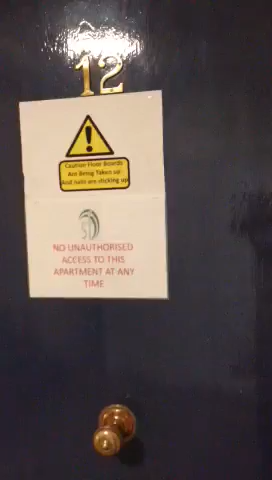 12
Caution Floor Boards
Are Being Taken up
And nails are sticking up
NO UNAUTHORISED
ACCESS TO THIS
APARTMENT AT ANY
TIME